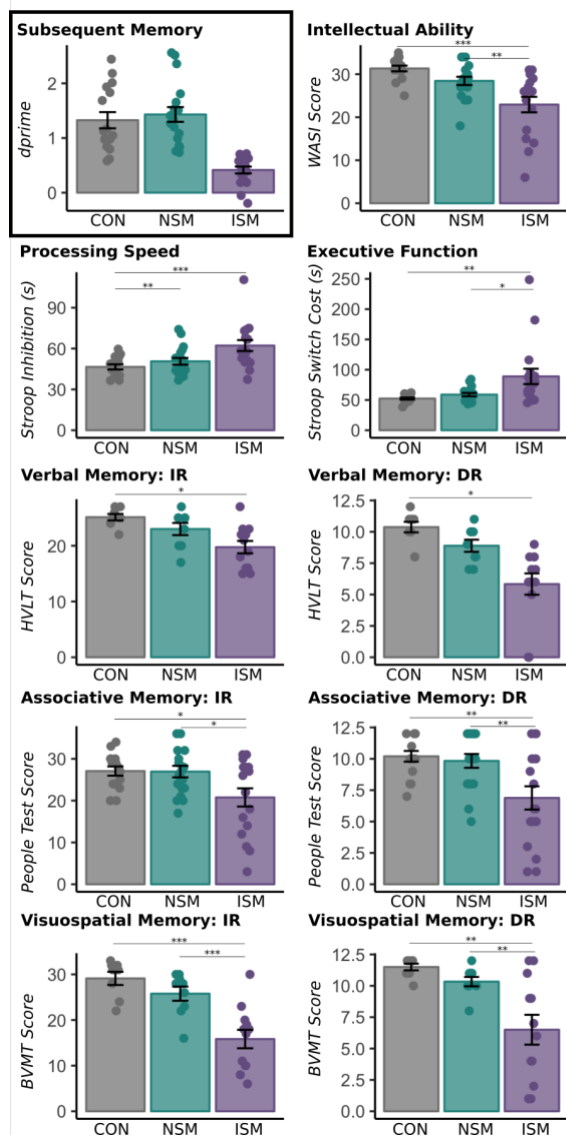 Subsequent Memory
dprime
2
1
0
CON NSM ISM
Intellectual Ability
WASI Score
30
20
10
0
*** 
**
CON NSM ISM
Processing Speed
Stroop Inhibition (s)
90
60
30
0
***
**
CON NSM ISM
Executive Function
Stroop Switch Cost (s)
250
200
150
100
50
0
**
*
CON NSM ISM
Verbal Memory: IR
HVLT Score
20
0
*
CON NSM ISM
Verbal Memory: DR
HVLT Score
12.5
10.0
7.5
5.0
2.5
0.0
*
CON NSM ISM
Associative Memory: IR
People Test Score
30
20
10
0
*
*
CON NSM ISM
Associative Memory: DR
People Test Score
12.5
10.0
7.5
5.0
2.5
0.0
**
**
CON NSM ISM
Visuospatial Memory: IR
BVMT Score
30
20
10
0
***
***
CON NSM ISM
Visuospatial Memory: DR
BVMT Score
12.5
10.0
7.5
5.0
2.5
0.0
**
**
CON NSM ISM